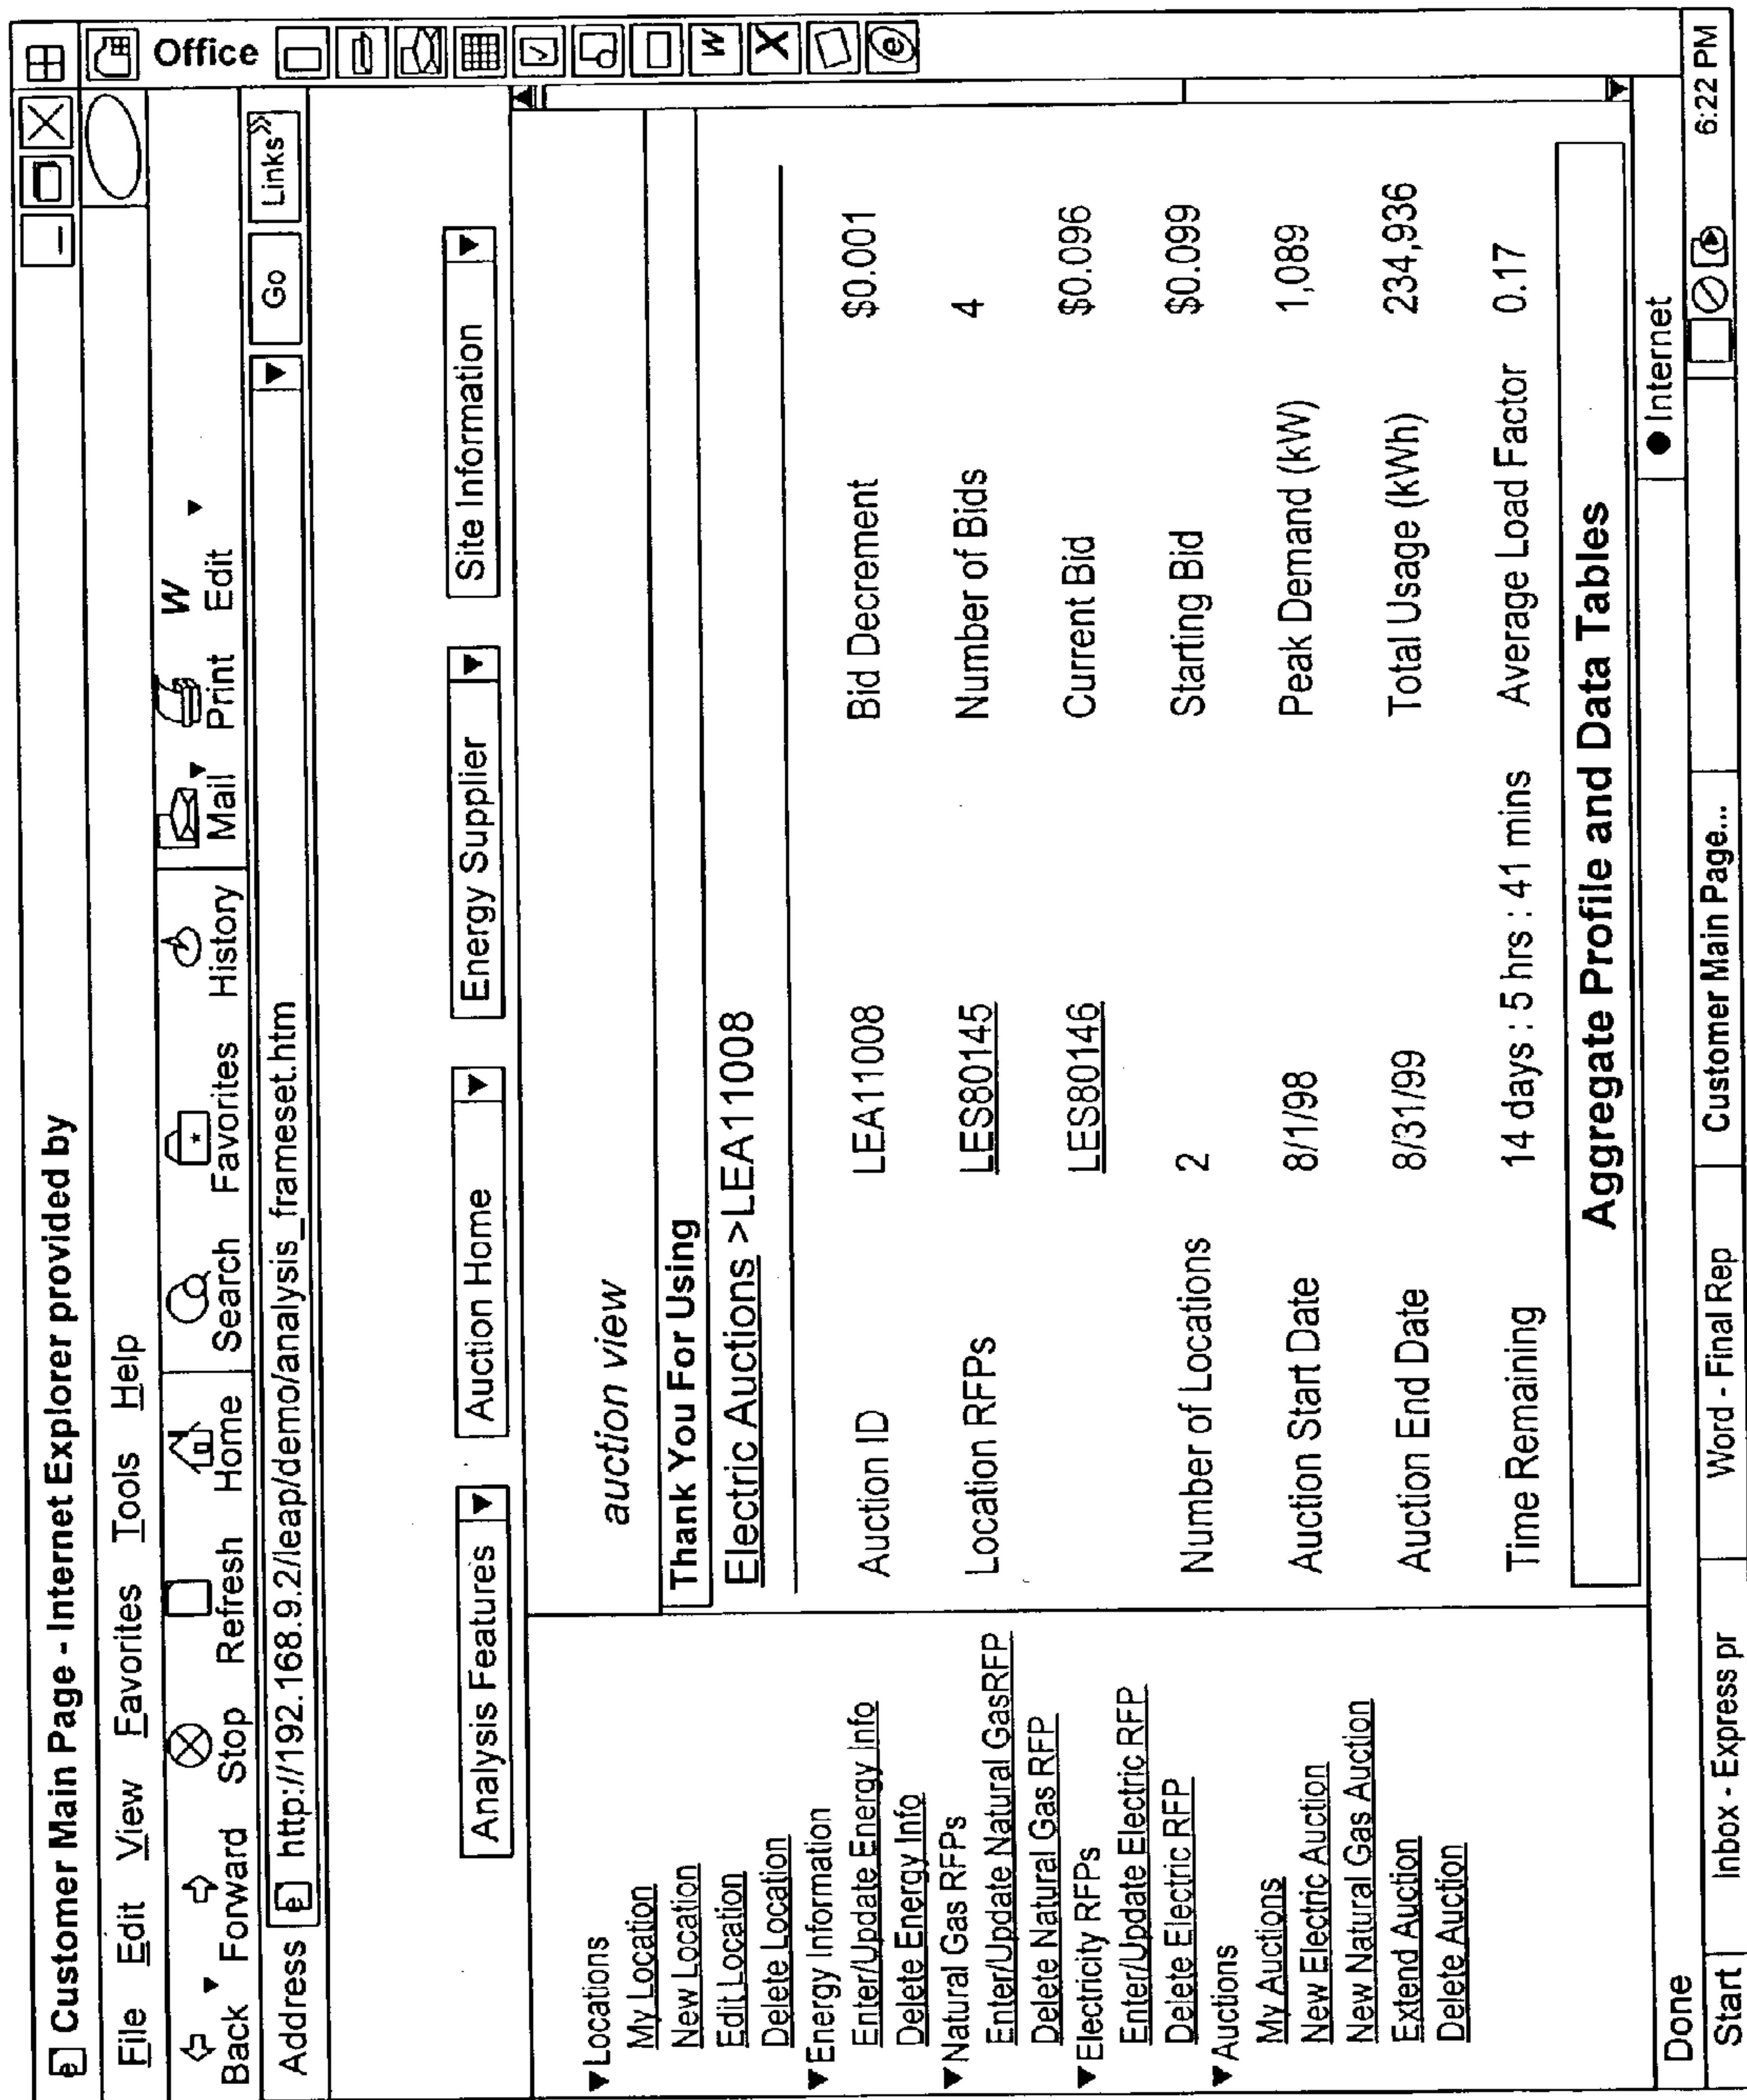 Customer Main Page - Internet Explorer provided by
File Edit View Favorites Tools Help
Back Forward Stop Refresh Home Search Favorites History Mail Print Edit
Address http://192.168.9.2/leap/demo/analysis_frameset.htm Go Links»
Office
Analysis Features Auction Home Energy Supplier Site Information
▼Locations
My Location
New Location
Edit Location
Delete Location
▼Energy Information
Enter/Update Energy Info
Delete Energy Info
▼Natural Gas RFPs
Enter/Update Natural GasRFP
Delete Natural Gas RFP
▼Electricity RFPs
Enter/Update Electric RFP
Delete Electric RFP
▼Auctions
My Auctions
New Electric Auction
New Natural Gas Auction
Extend Auction
Delete Auction
auction view
Thank You For Using
Electric Auctions >LEA11008
Auction ID LEA11008 Bid Decrement $0.001
Location RFPs LES80145 Number of Bids 4
LES80146 Current Bid $0.096
Number of Locations 2 Starting Bid $0.099
Auction Start Date 8/1/98 Peak Demand (kW) 1,089
Auction End Date 8/31/99 Total Usage (kWh) 234,936
Time Remaining 14 days : 5 hrs : 41 mins Average Load Factor 0.17
Aggregate Profile and Data Tables
Done Internet
Start Inbox - Express pr Word - Final Rep Customer Main Page... 6:22 PM